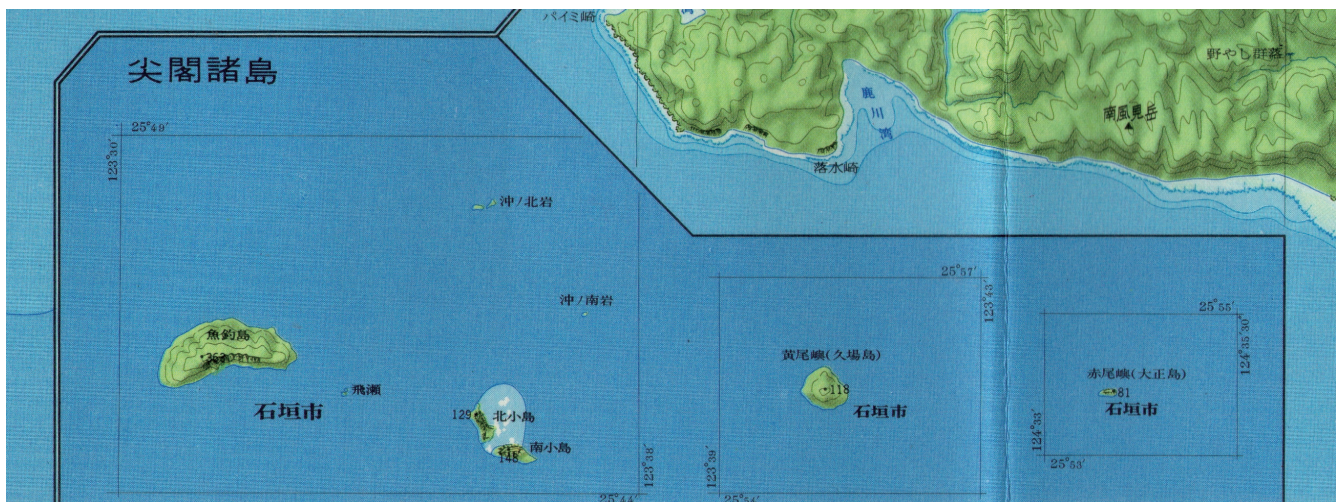 パイミ崎
野やし群落
鹿川湾
南風見岳
落水崎
尖閣諸島
25°49′
123°30′
沖ノ北岩
沖ノ南岩
魚釣島
362
飛瀬
石垣市
129
北小島
148
南小島
123°38′
25°44′
25°57′
123°43′
黄尾嶼(久場島)
118
石垣市
123°39′
25°54′
25°55′
124°35′30′
赤尾嶼(大正島)
81
石垣市
124°33′
25°53′